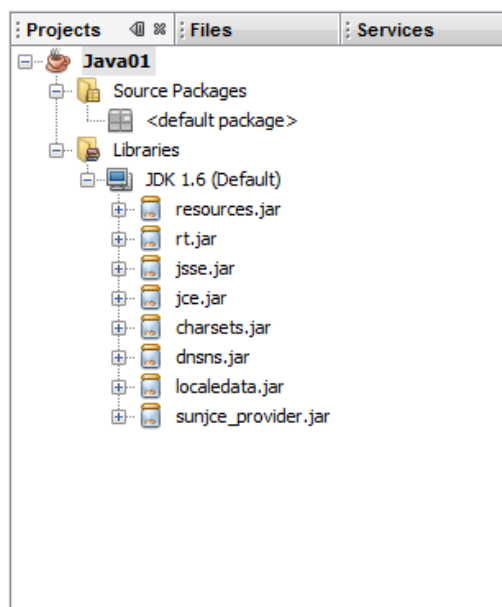 Projects Files Services
Java01
Source Packages
<default package>
Libraries
JDK 1.6 (Default)
resources.jar
rt.jar
jsse.jar
jce.jar
charsets.jar
dnsns.jar
localedata.jar
sunjce_provider.jar